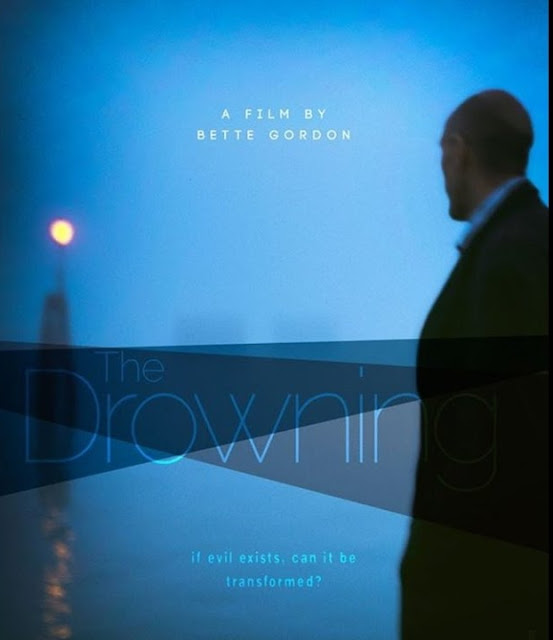 A FILM BY
BETTE GORDON
The
Drowning
if evil exists, can it be
transformed?